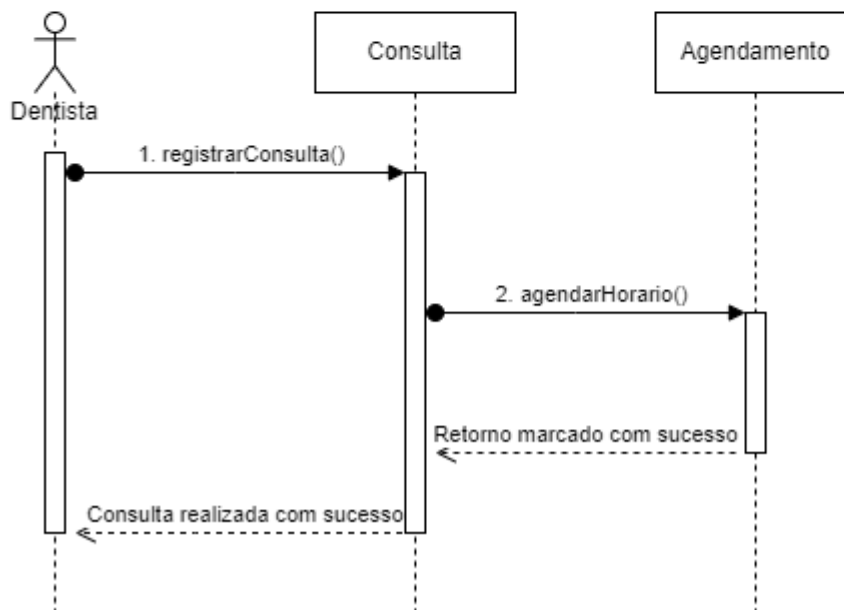 Consulta
Agendamento
Dentista
1. registrarConsulta()
2. agendarHorario()
Retorno marcado com sucesso
Consulta realizada com sucesso